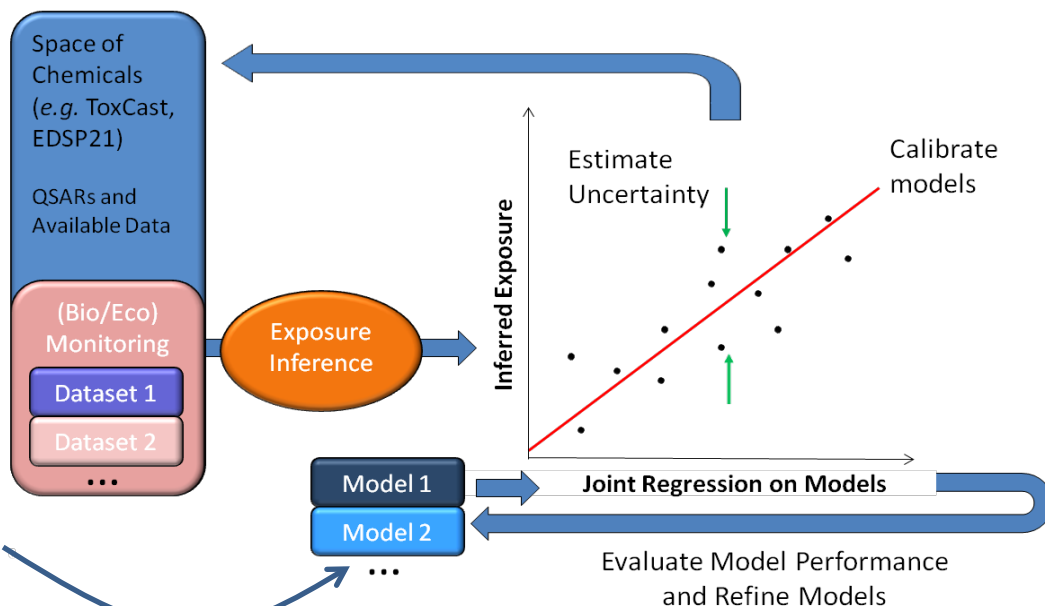 Space of
Chemicals
(e.g. ToxCast,
EDSP21)
QSARs and
Available Data
(Bio/Eco)
Monitoring
Dataset 1
Dataset 2
...
Exposure
Inference
Inferred Exposure
Estimate
Uncertainty
Calibrate
models
Joint Regression on Models
Model 1
Model 2
...
Evaluate Model Performance
and Refine Models